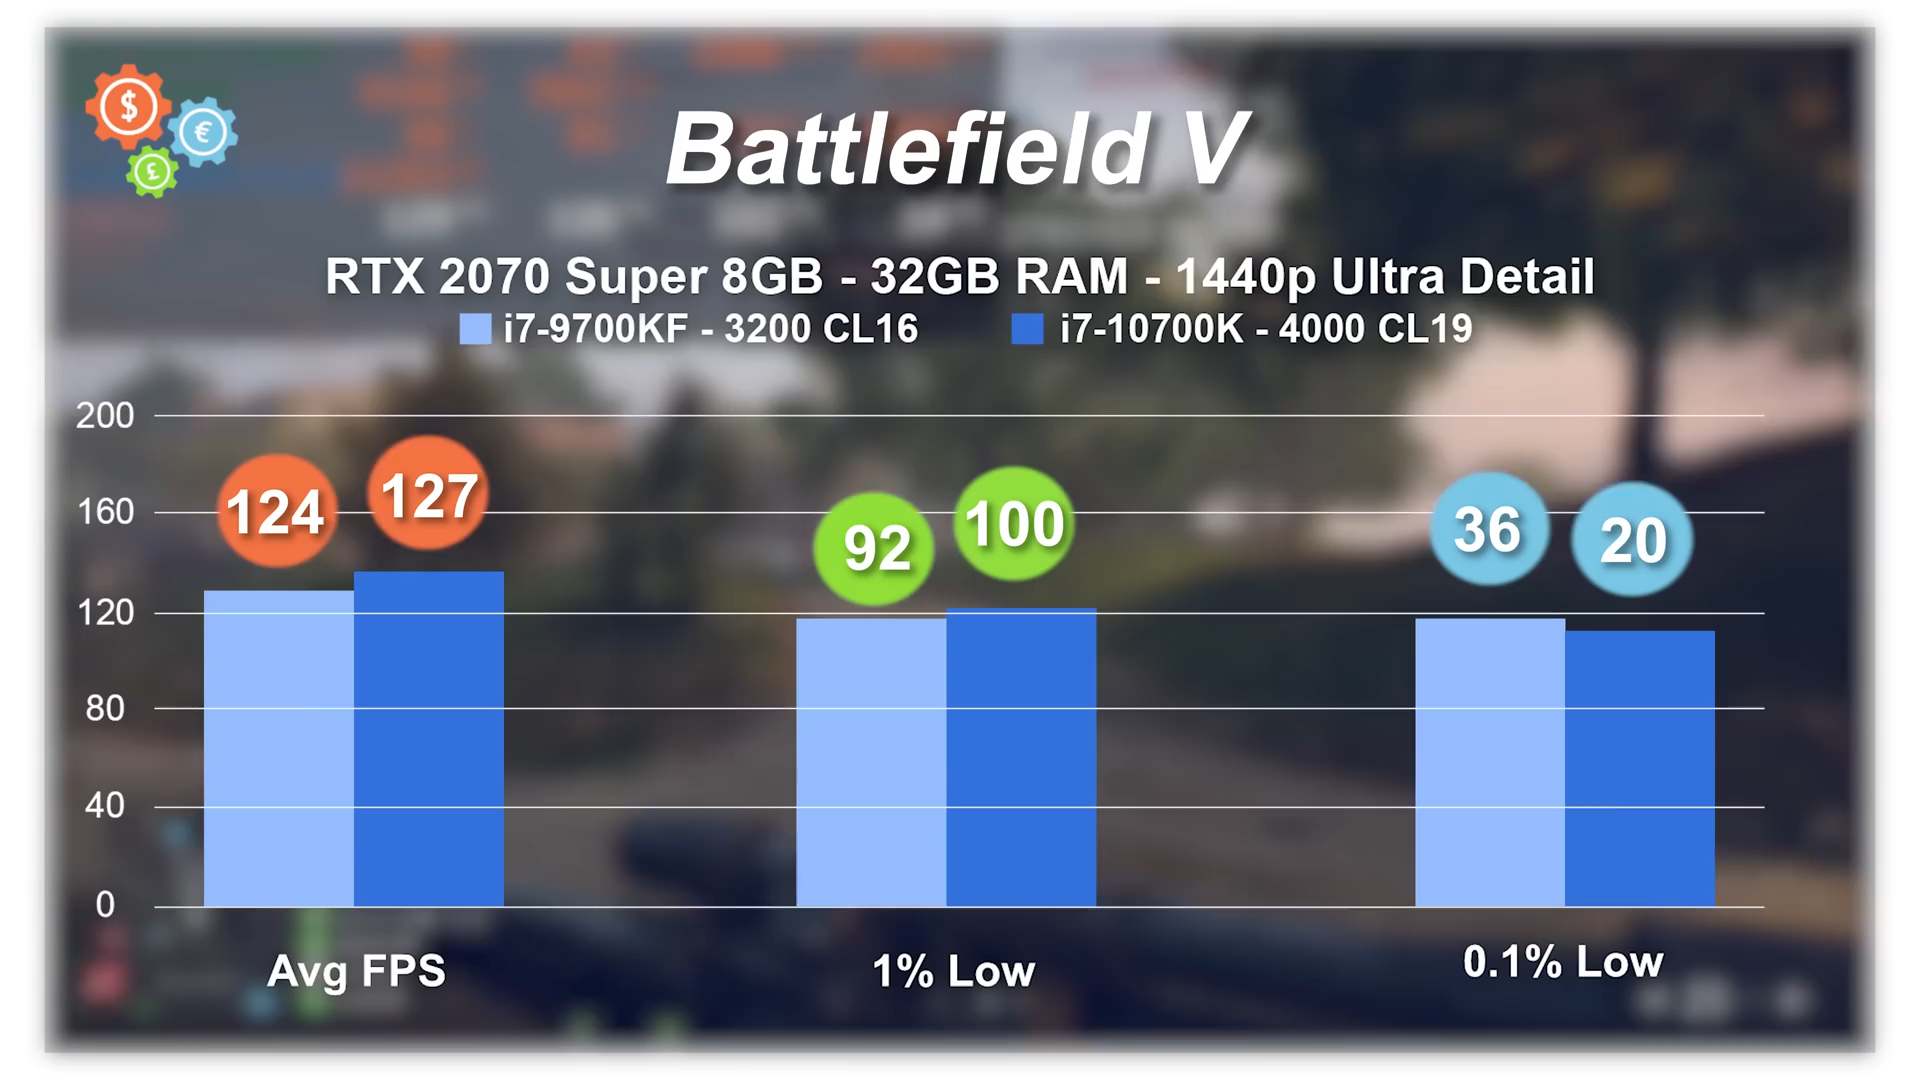 $
€
£
Battlefield V
RTX 2070 Super 8GB - 32GB RAM - 1440p Ultra Detail
i7-9700KF - 3200 CL16
i7-10700K - 4000 CL19
200
160
120
80
40
0
124
127
92
100
36
20
Avg FPS
1% Low
0.1% Low